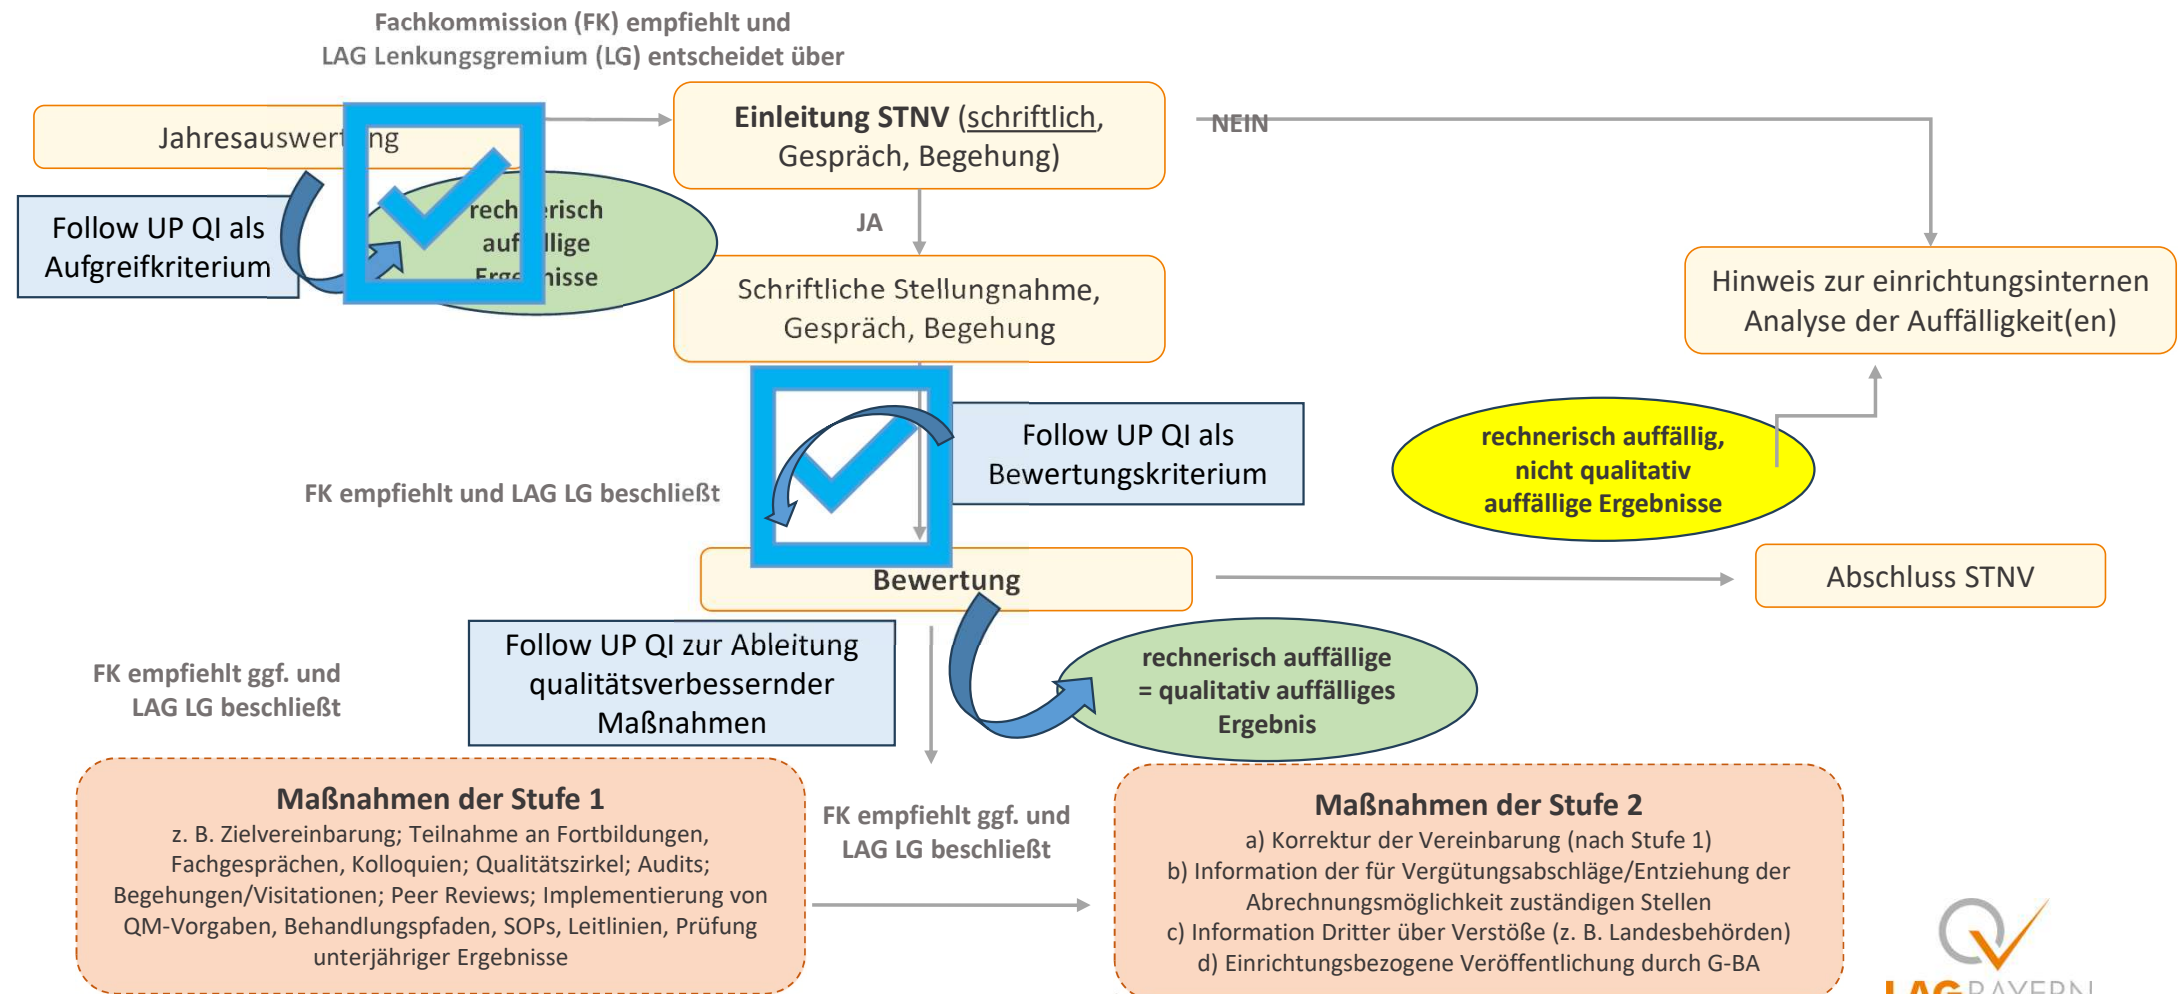 Fachkommission (FK) empfiehlt und
LAG Lenkungsgremium (LG) entscheidet über
Jahresauswertung
Einleitung STNV (schriftlich,
Gespräch, Begehung)
NEIN
Follow UP QI als
Aufgreifkriterium
rechnerisch
auffällige
Ergebnisse
JA
Schriftliche Stellungnahme,
Gespräch, Begehung
Hinweis zur einrichtungsinternen
Analyse der Auffälligkeit(en)
Follow UP QI als
Bewertungskriterium
rechnerisch auffällig,
nicht qualitativ
auffällige Ergebnisse
FK empfiehlt und LAG LG beschließt
Bewertung
Abschluss STNV
Follow UP QI zur Ableitung
qualitätsverbessernder
Maßnahmen
FK empfiehlt ggf. und
LAG LG beschließt
rechnerisch auffällige
= qualitativ auffälliges
Ergebnis
Maßnahmen der Stufe 1
z. B. Zielvereinbarung; Teilnahme an Fortbildungen,
Fachgesprächen, Kolloquien; Qualitätszirkel; Audits;
Begehungen/Visitationen; Peer Reviews; Implementierung von
QM-Vorgaben, Behandlungspfaden, SOPs, Leitlinien, Prüfung
unterjähriger Ergebnisse
FK empfiehlt ggf. und
LAG LG beschließt
Maßnahmen der Stufe 2
a) Korrektur der Vereinbarung (nach Stufe 1)
b) Information der für Vergütungsabschläge/Entziehung der
Abrechnungsmöglichkeit zuständigen Stellen
c) Information Dritter über Verstöße (z. B. Landesbehörden)
d) Einrichtungsbezogene Veröffentlichung durch G-BA
LAG BAYERN